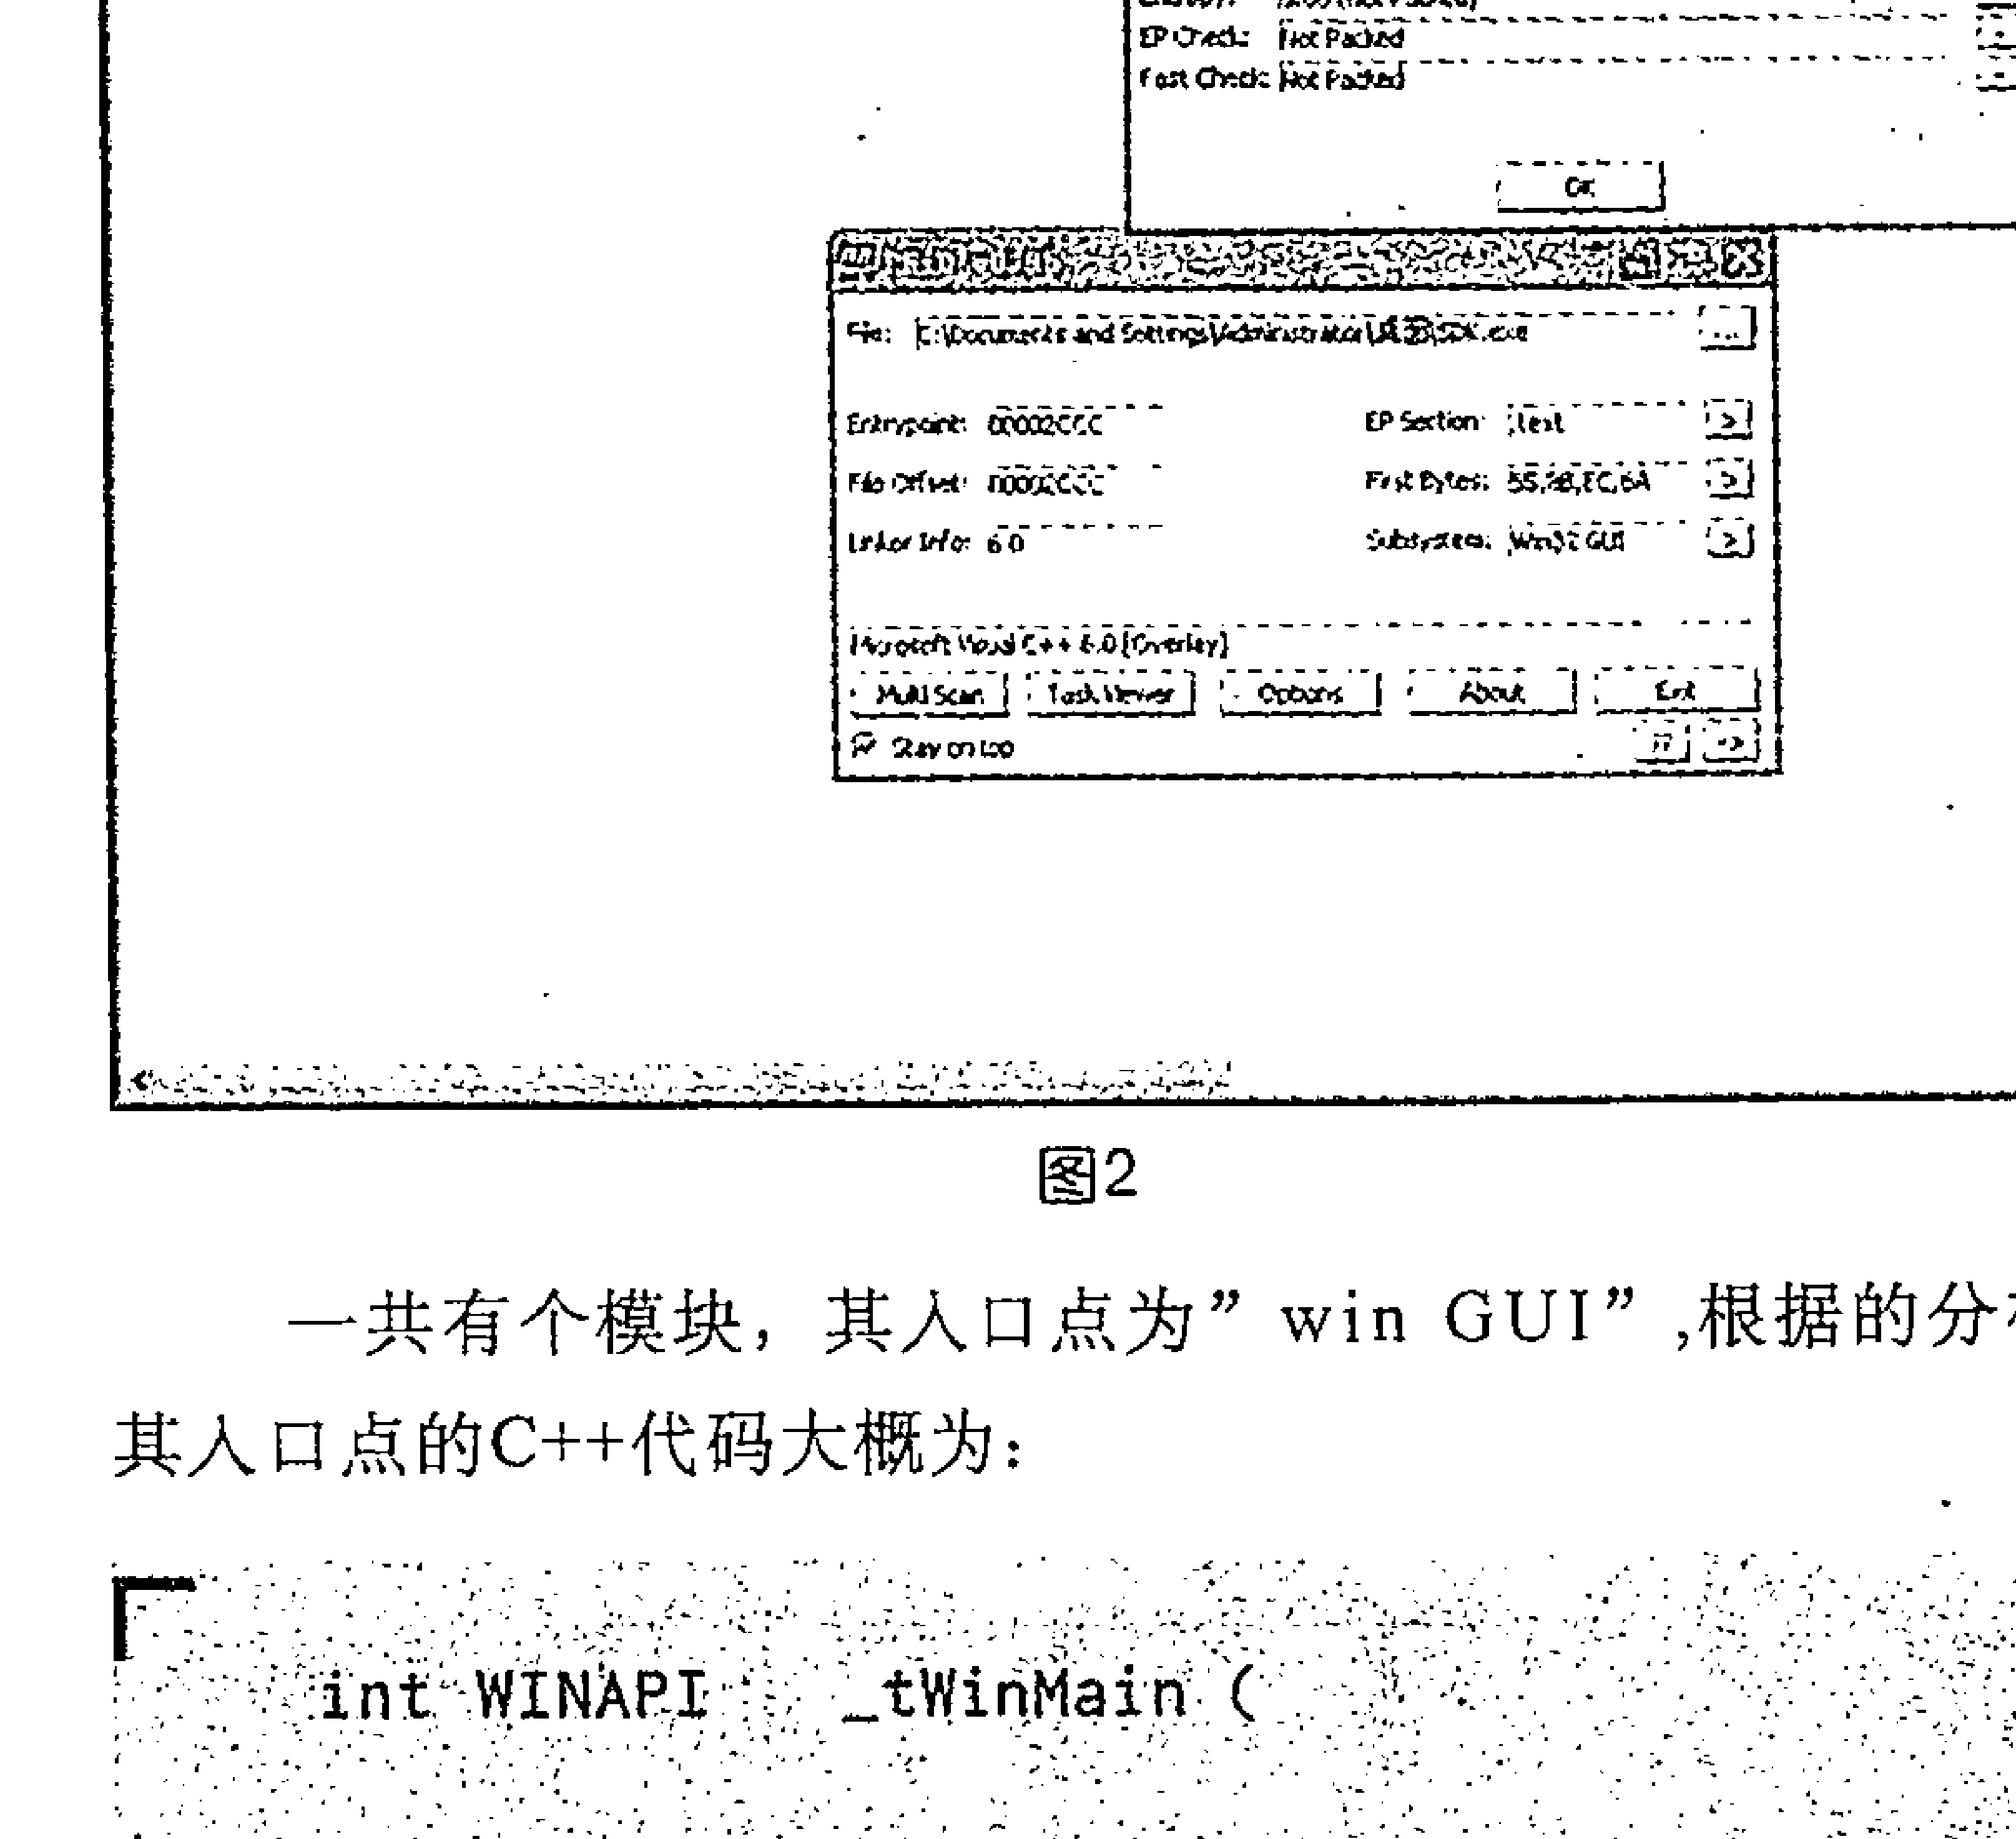 EP Check: Not Packed
Fast Check: Not Packed
OK
File: C:\Documents and Settings\Administrator\SDK.exe
Entrypoint: 00002CCC EP Section: .text >
File Offset: 00002CCC First Bytes: 55,8B,EC,6A >
Linker Info: 6.0 Subsystem: Win32 GUI >
Microsoft Visual C++ 6.0 [Overlay]
Multi Scan Task Viewer Options About Exit
Stay on top ->
图2
一共有个模块，其入口点为” win GUI” ,根据的分
其入口点的C++代码大概为：
int WINAPI _tWinMain (